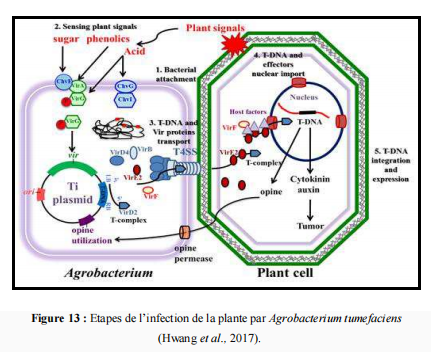 2. Sensing plant signals
sugar phenolics
Acid
Plant signals
ChvE
VirA
VirG
ChvG
ChvI
1. Bacterial
attachment
4. T-DNA and
effectors
nuclear import
Nucleus
Host factors
VirF
T-DNA
VirE2
T-complex
VirG
vir
3. T-DNA and
Vir proteins
transport
T4SS
VirD4
VirB
VirE2
VirF
VirD2
T-complex
Ti
plasmid
ori
opine
utilization
opine
Cytokinin
auxin
Tumor
5. T-DNA
integration
and
expression
opine
permease
Agrobacterium
Plant cell
Figure 13 : Etapes de l’infection de la plante par Agrobacterium tumefaciens
(Hwang et al., 2017).